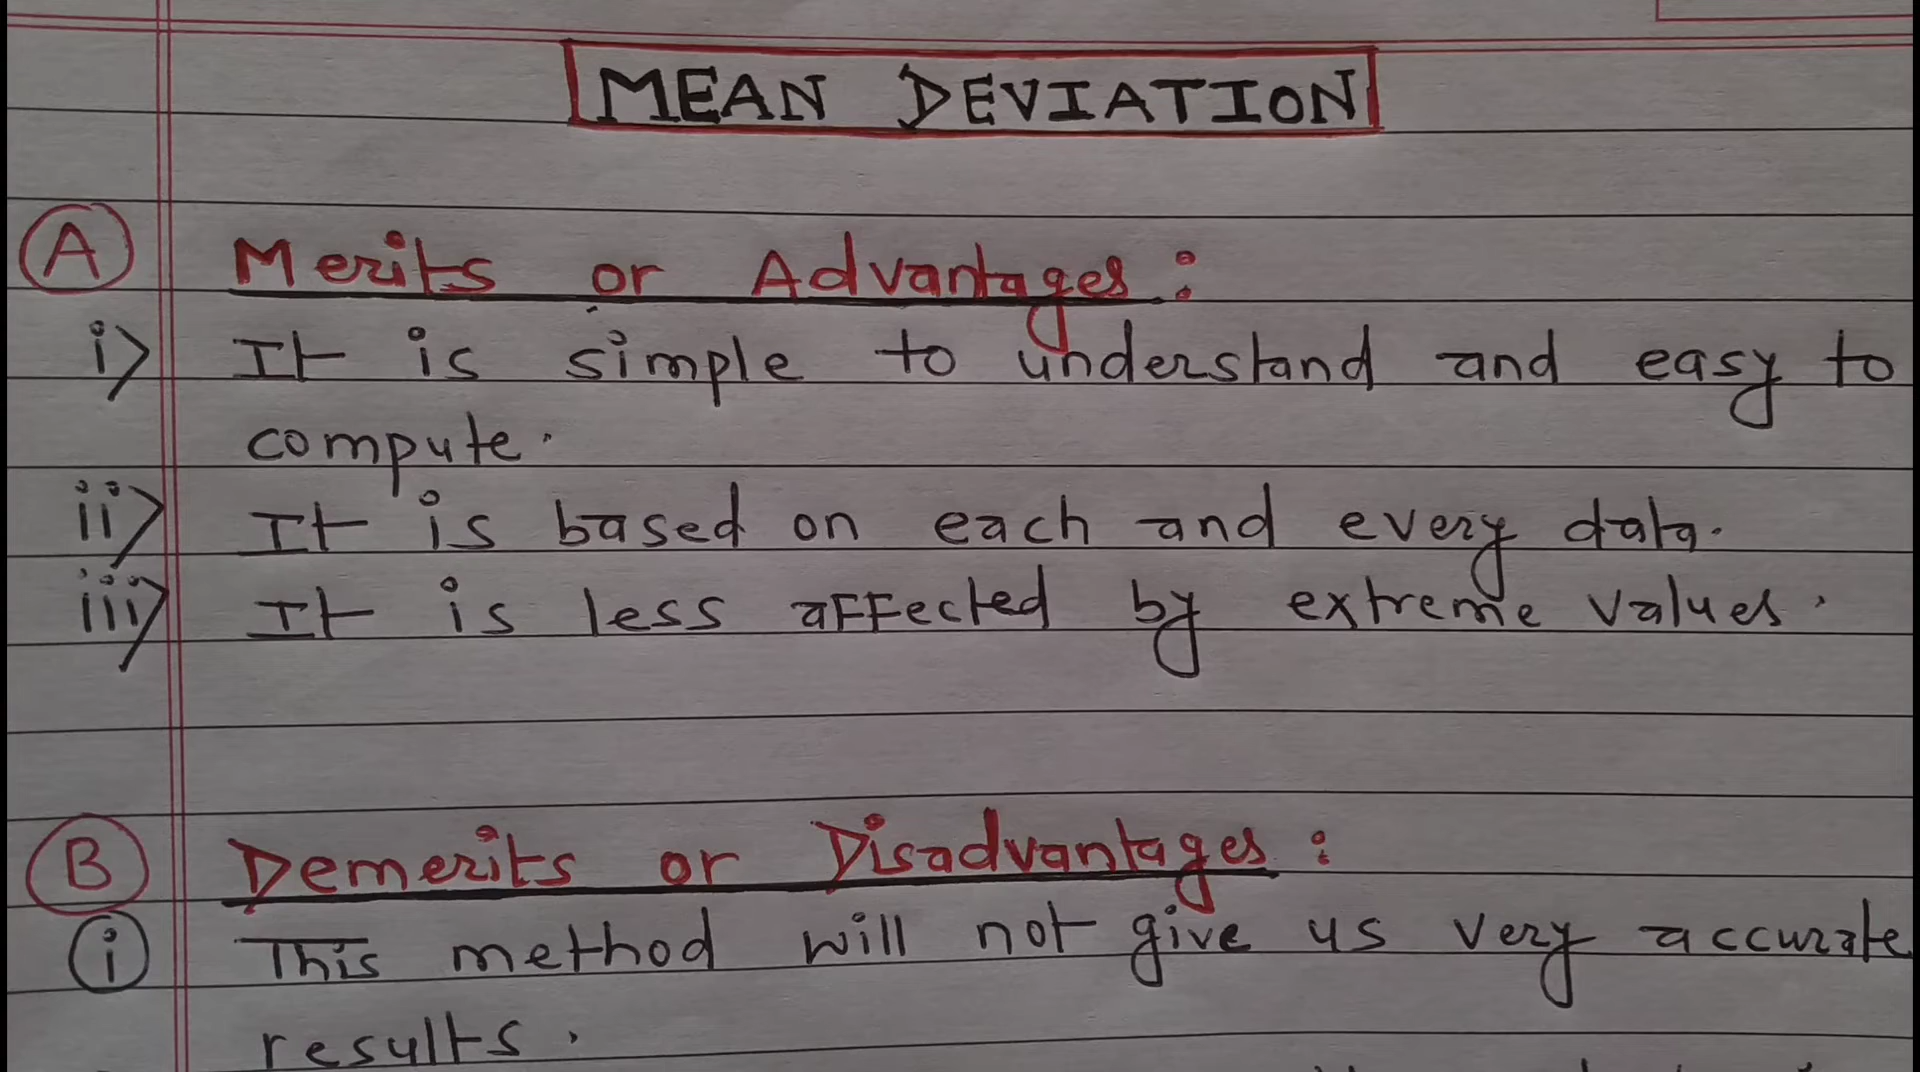 MEAN DEVIATION
A Merits or Advantages :
i) It is simple to understand and easy to
compute.
ii) It is based on each and every data.
iii) It is less affected by extreme values.
B Demerits or Disadvantages :
i This method will not give us very accurate
results.